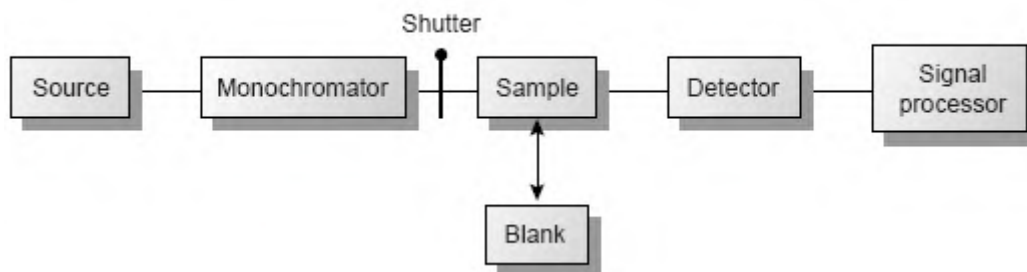 Shutter
Source
Monochromator
Sample
Detector
Signal
processor
Blank